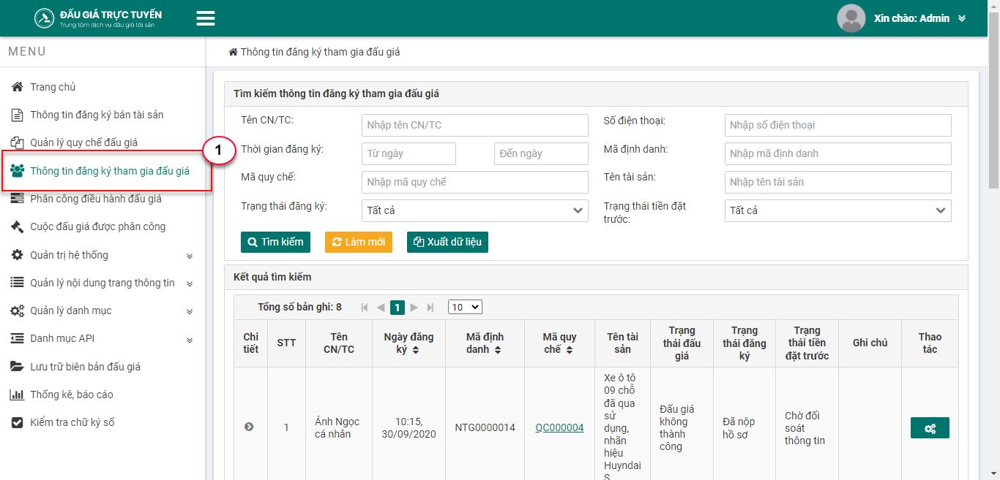 ĐẤU GIÁ TRỰC TUYẾN
Trung tâm dịch vụ đấu giá tài sản
Xin chào: Admin
MENU
Trang chủ
Thông tin đăng ký bán tài sản
Quản lý quy chế đấu giá
Thông tin đăng ký tham gia đấu giá
1
Phân công điều hành đấu giá
Cuộc đấu giá được phân công
Quản trị hệ thống
Quản lý nội dung trang thông tin
Quản lý danh mục
Danh mục API
Lưu trữ biên bản đấu giá
Thống kê, báo cáo
Kiểm tra chữ ký số
Thông tin đăng ký tham gia đấu giá
Tìm kiếm thông tin đăng ký tham gia đấu giá
Tên CN/TC:
Nhập tên CN/TC
Số điện thoại:
Nhập số điện thoại
Thời gian đăng ký:
Từ ngày
Đến ngày
Mã định danh:
Nhập mã định danh
Mã quy chế:
Nhập mã quy chế
Tên tài sản:
Nhập tên tài sản
Trạng thái đăng ký:
Tất cả
Trạng thái tiền đặt
trước:
Tất cả
Tìm kiếm
Làm mới
Xuất dữ liệu
Kết quả tìm kiếm
Tổng số bản ghi: 8
1
10
Chi
tiết
STT
Tên
CN/TC
Ngày đăng
ký
Mã định
danh
Mã quy
chế
Tên tài
sản
Trạng
thái đấu
giá
Trạng
thái đăng
ký
Trạng
thái tiền
đặt trước
Ghi chú
Thao
tác
1
Ánh Ngọc
cá nhân
10:15,
30/09/2020
NTG0000014
QC000004
Xe ô tô
09 chỗ
đã qua
sử
dụng,
nhãn
hiệu
Huyndai
S
Đấu giá
không
thành
công
Đã nộp
hồ sơ
Chờ đối
soát
thông tin